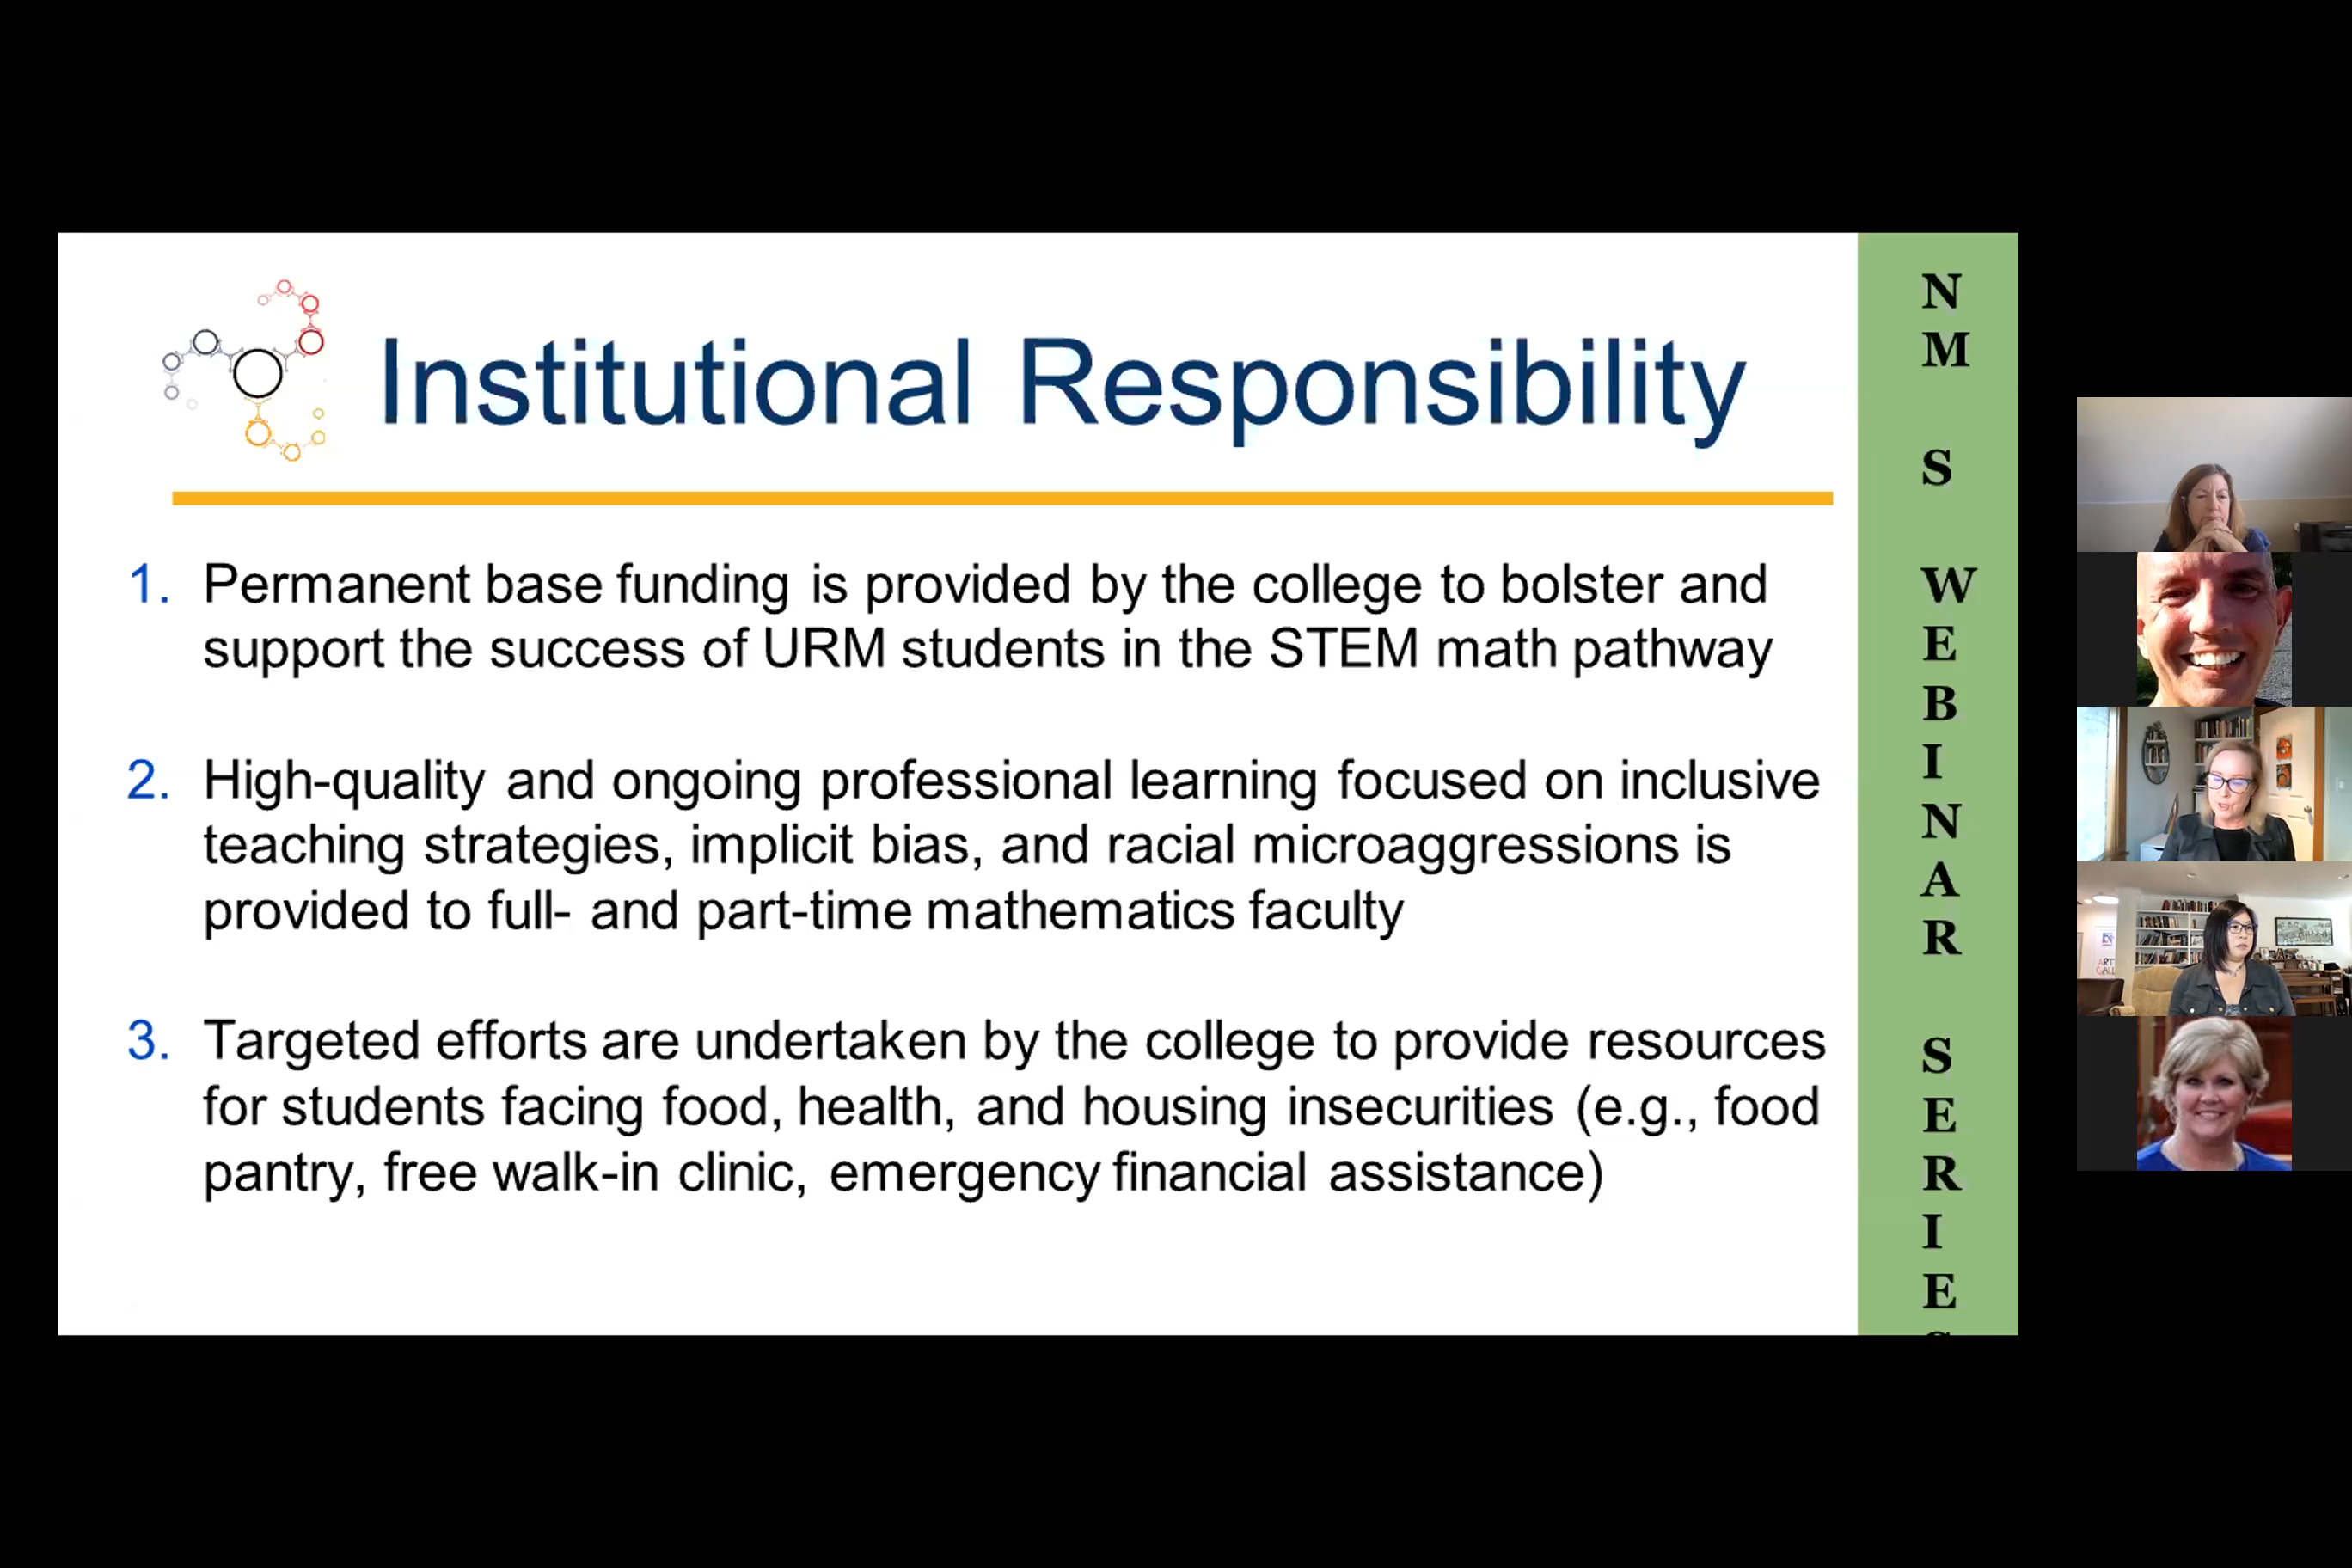 Institutional Responsibility
1. Permanent base funding is provided by the college to bolster and
support the success of URM students in the STEM math pathway
2. High-quality and ongoing professional learning focused on inclusive
teaching strategies, implicit bias, and racial microaggressions is
provided to full- and part-time mathematics faculty
3. Targeted efforts are undertaken by the college to provide resources
for students facing food, health, and housing insecurities (e.g., food
pantry, free walk-in clinic, emergency financial assistance)
N
M
S
W
E
B
I
N
A
R
S
E
R
I
E